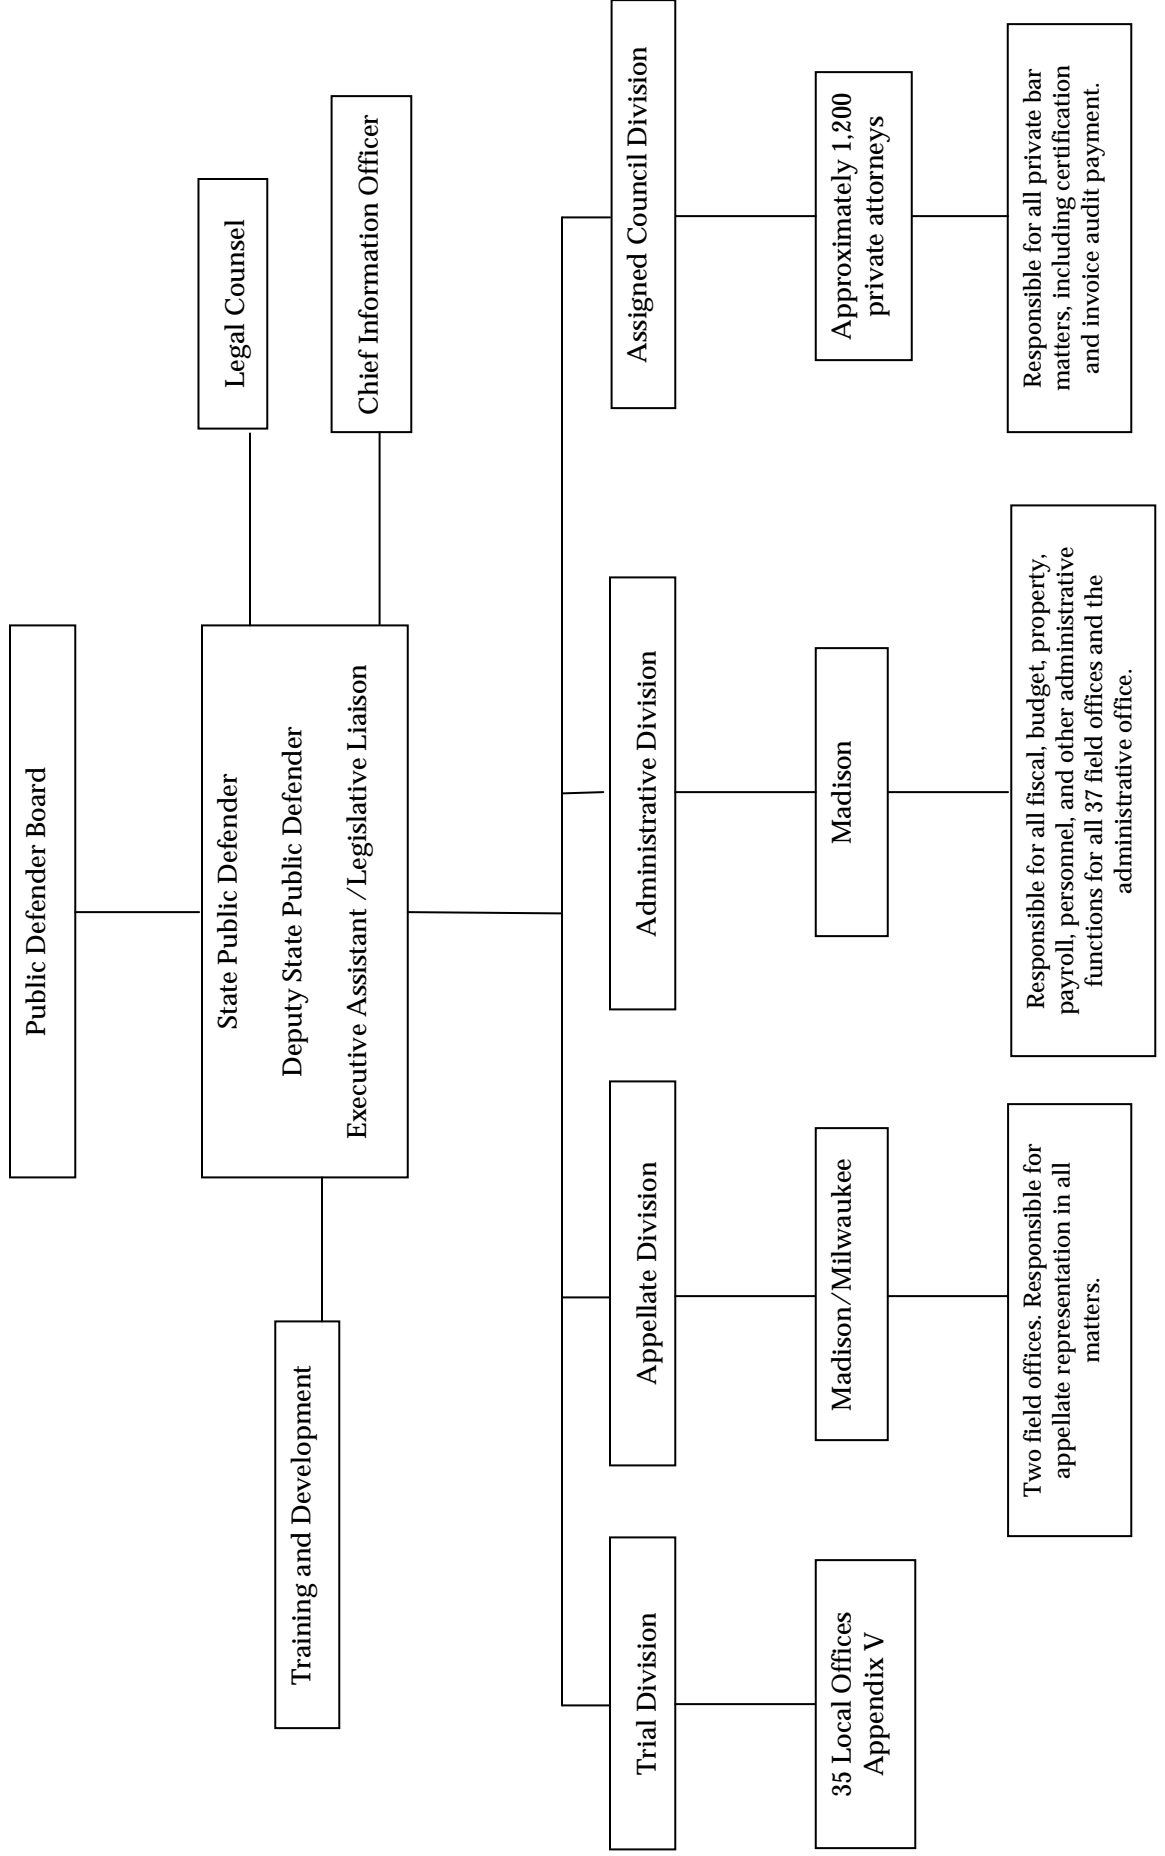 Public Defender Board
State Public Defender
Deputy State Public Defender
Executive Assistant /Legislative Liaison
Legal Counsel
Chief Information Officer
Training and Development
Trial Division
35 Local Offices
Appendix V
Appellate Division
Madison/Milwaukee
Two field offices. Responsible for
appellate representation in all
matters.
Administrative Division
Madison
Responsible for all fiscal, budget, property,
payroll, personnel, and other administrative
functions for all 37 field offices and the
administrative office.
Assigned Council Division
Approximately 1,200
private attorneys
Responsible for all private bar
matters, including certification
and invoice audit payment.